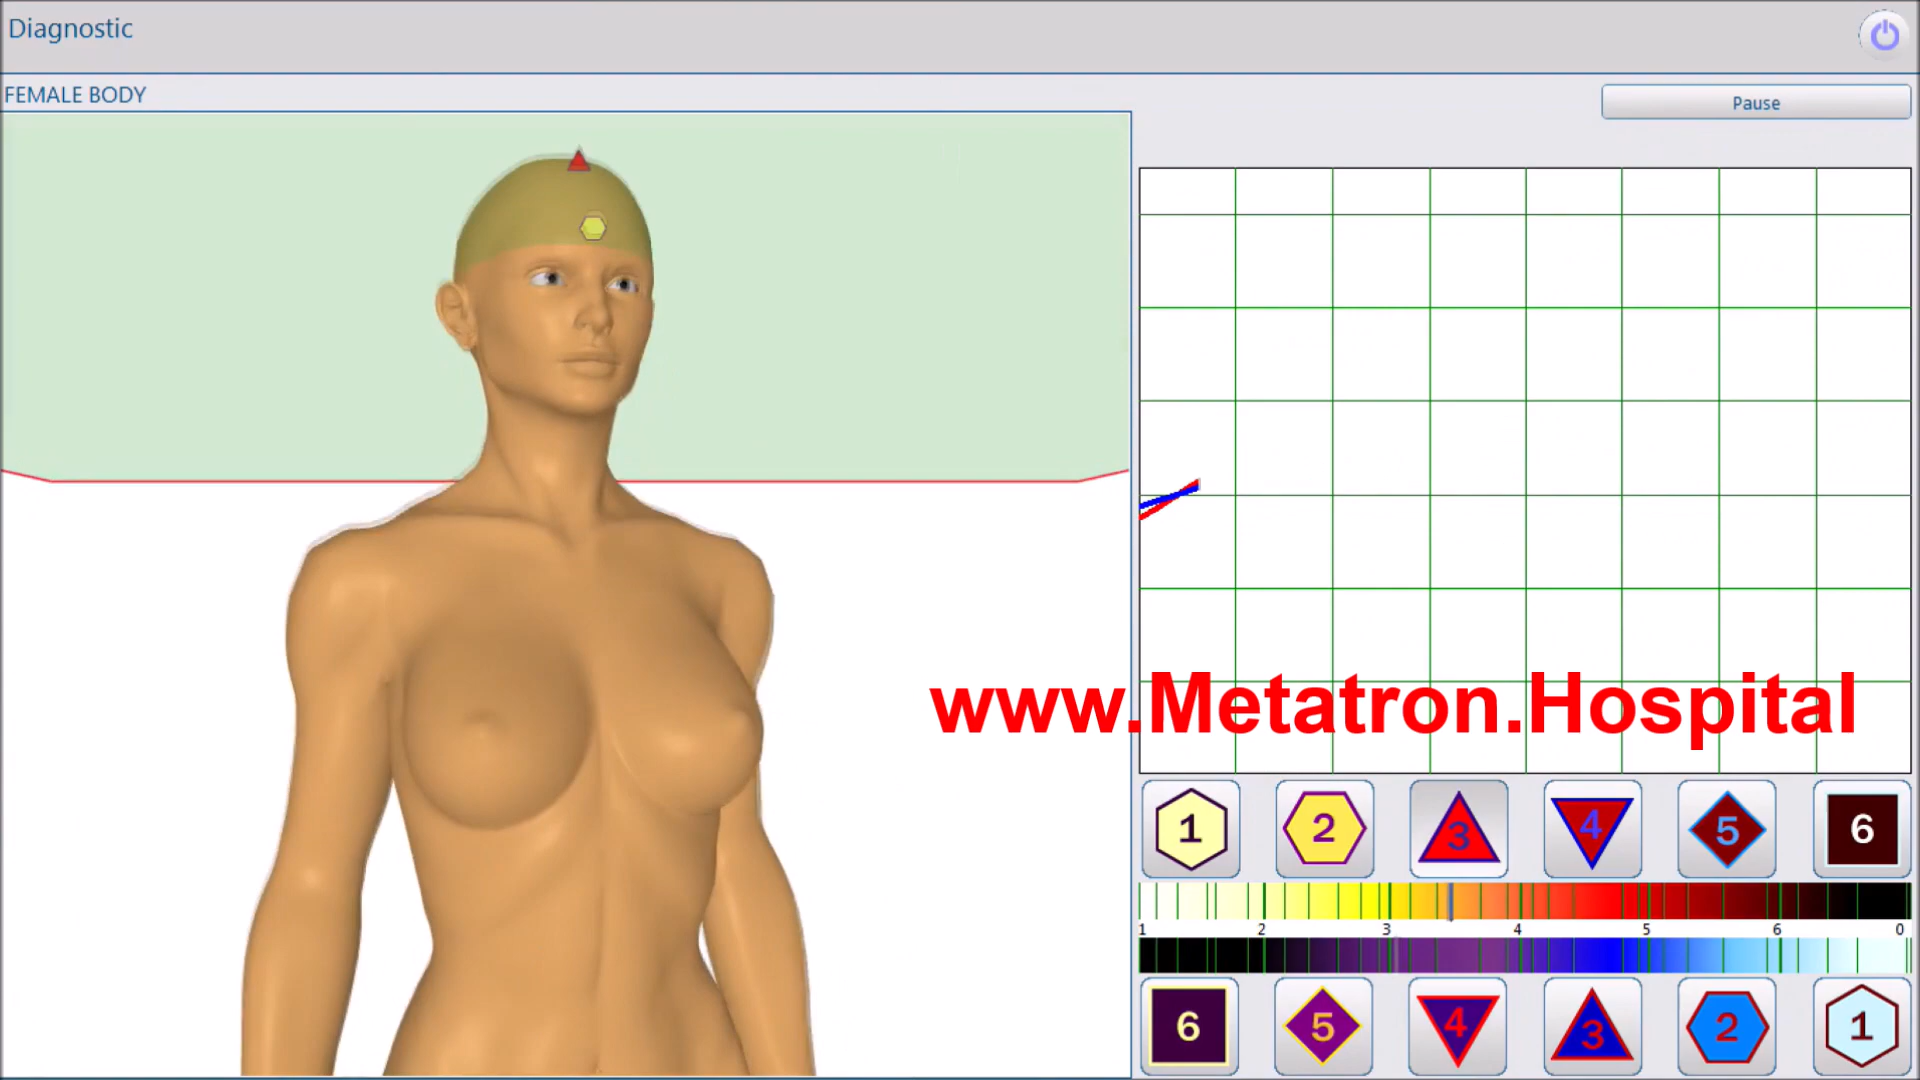 Diagnostic
FEMALE BODY
Pause
www.Metatron.Hospital
1 2 3 4 5 6
1 2 3 4 5 6 0
6 5 4 3 2 1